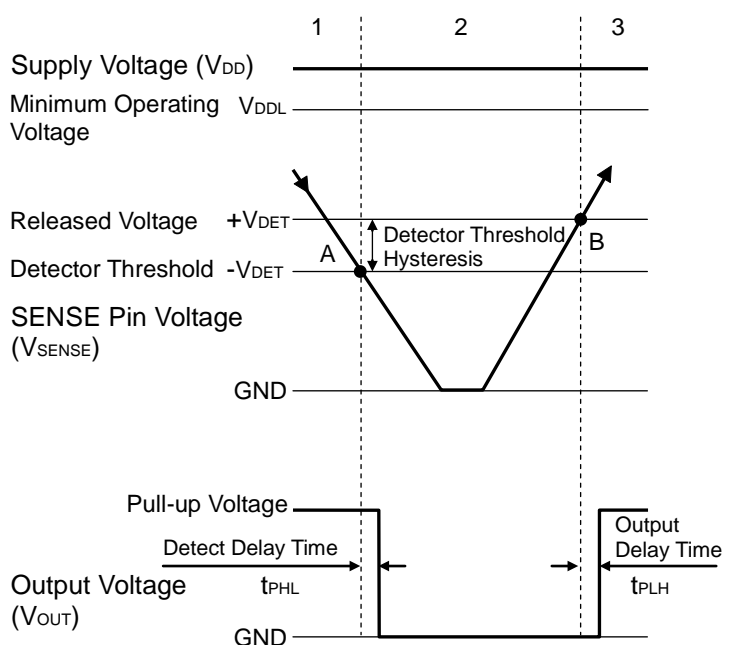 1 2 3
Supply Voltage (VDD)
Minimum Operating VDDL
Voltage
Released Voltage +VDET
Detector Threshold
Hysteresis
A
B
Detector Threshold -VDET
SENSE Pin Voltage
(VSENSE)
GND
Pull-up Voltage
Detect Delay Time
tPHL
Output
Delay Time
tPLH
Output Voltage
(VOUT)
GND